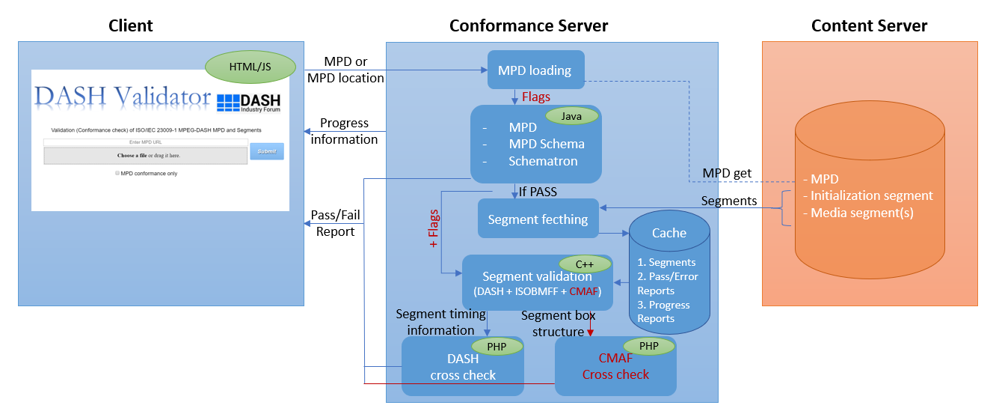 Client
Conformance Server
Content Server
HTML/JS
DASH Validator
DASH
Industry Forum
Validation (Conformance check) of ISO/IEC 23009-1 MPEG-DASH MPD and Segments
Enter MPD URL
Choose a file or drag it here.
Submit
MPD conformance only
MPD or
MPD location
Progress
information
Pass/Fail
Report
MPD loading
Flags
Java
- MPD
- MPD Schema
- Schematron
If PASS
+ Flags
Segment fecthing
Cache
1. Segments
2. Pass/Error
Reports
3. Progress
Reports
C++
Segment validation
(DASH + ISOBMFF + CMAF)
Segment timing
information
Segment box
structure
PHP
DASH
cross check
PHP
CMAF
Cross check
MPD get
Segments
- MPD
- Initialization segment
- Media segment(s)